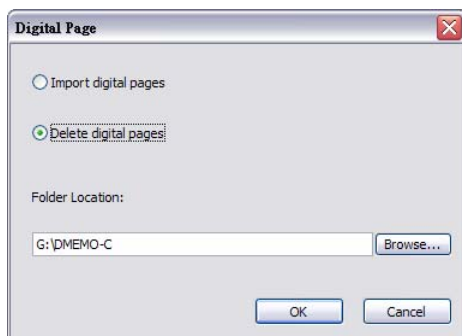 Digital Page
Import digital pages
Delete digital pages
Folder Location:
G:\DMEMO-C
Browse...
OK
Cancel